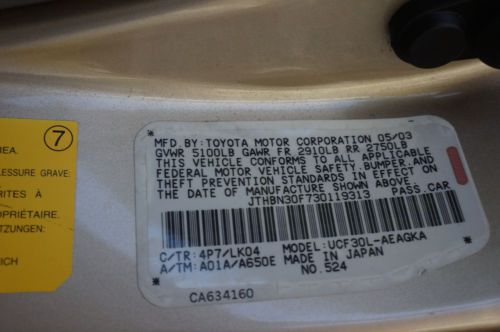 7
EA.
ESSURE GRAVE.
RITES À
ROPRIÉTAIRE.
TZUNGEN:
ICH
MFD. BY: TOYOTA MOTOR CORPORATION 05/03
GVWR 5100LB GAWR FR 2910LB RR 2750LB
THIS VEHICLE CONFORMS TO ALL APPLICABLE
FEDERAL MOTOR VEHICLE SAFETY, BUMPER, AND
THEFT PREVENTION STANDARDS IN EFFECT ON
THE DATE OF MANUFACTURE SHOWN ABOVE.
JTHBN30F730119313 PASS. CAR
C/TR: 4P7/LK04 MODEL: UCF30L-AEAGKA
A/TM: A01A/A650E MADE IN JAPAN
NO. 524
CA634160